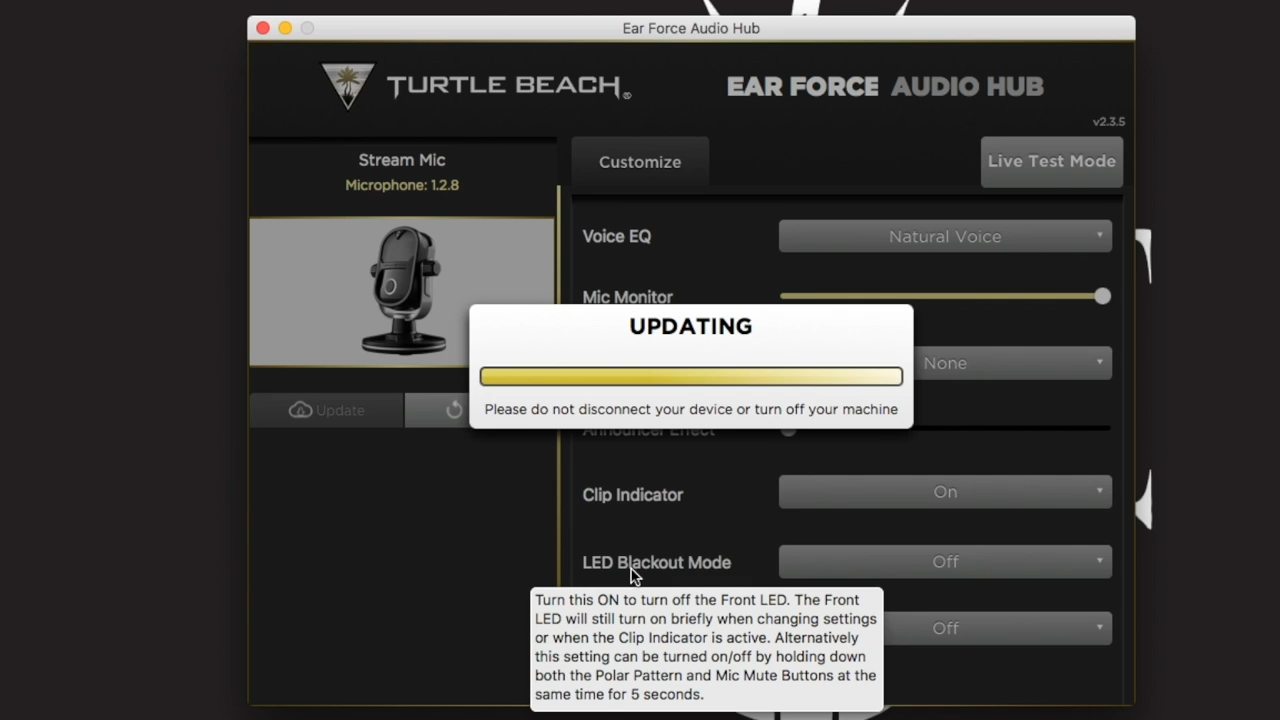 Ear Force Audio Hub
TURTLE BEACH®
EAR FORCE AUDIO HUB
v2.3.5
Stream Mic
Microphone: 1.2.8
Customize
Live Test Mode
Voice EQ
Natural Voice
Mic Monitor
UPDATING
Please do not disconnect your device or turn off your machine
None
Update
Announcer Effect
Clip Indicator
On
LED Blackout Mode
Off
Turn this ON to turn off the Front LED. The Front
LED will still turn on briefly when changing settings
or when the Clip Indicator is active. Alternatively
this setting can be turned on/off by holding down
both the Polar Pattern and Mic Mute Buttons at the
same time for 5 seconds.
Off